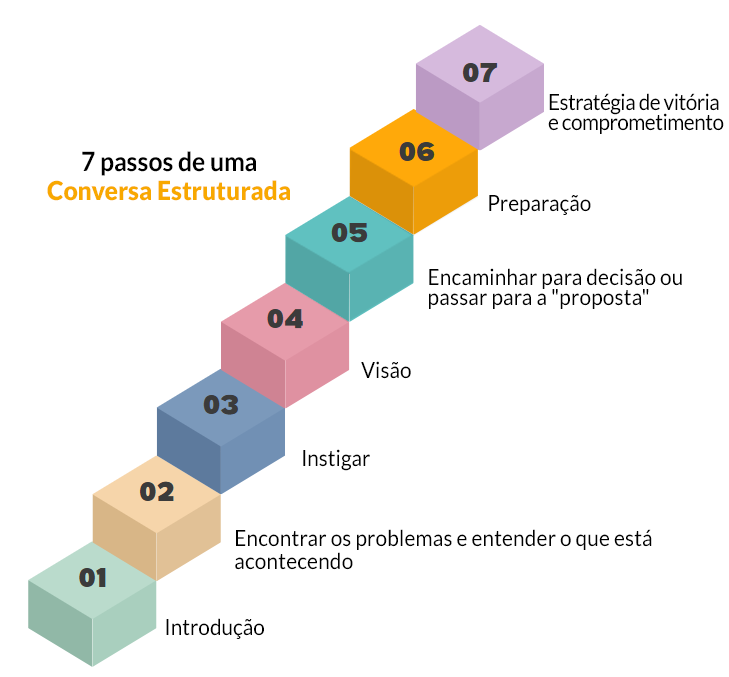 07
Estratégia de vitória
e comprometimento
06
7 passos de uma
Conversa Estruturada
Preparação
05
Encaminhar para decisão ou
passar para a "proposta"
04
Visão
03
Instigar
02
Encontrar os problemas e entender o que está
acontecendo
01
Introdução